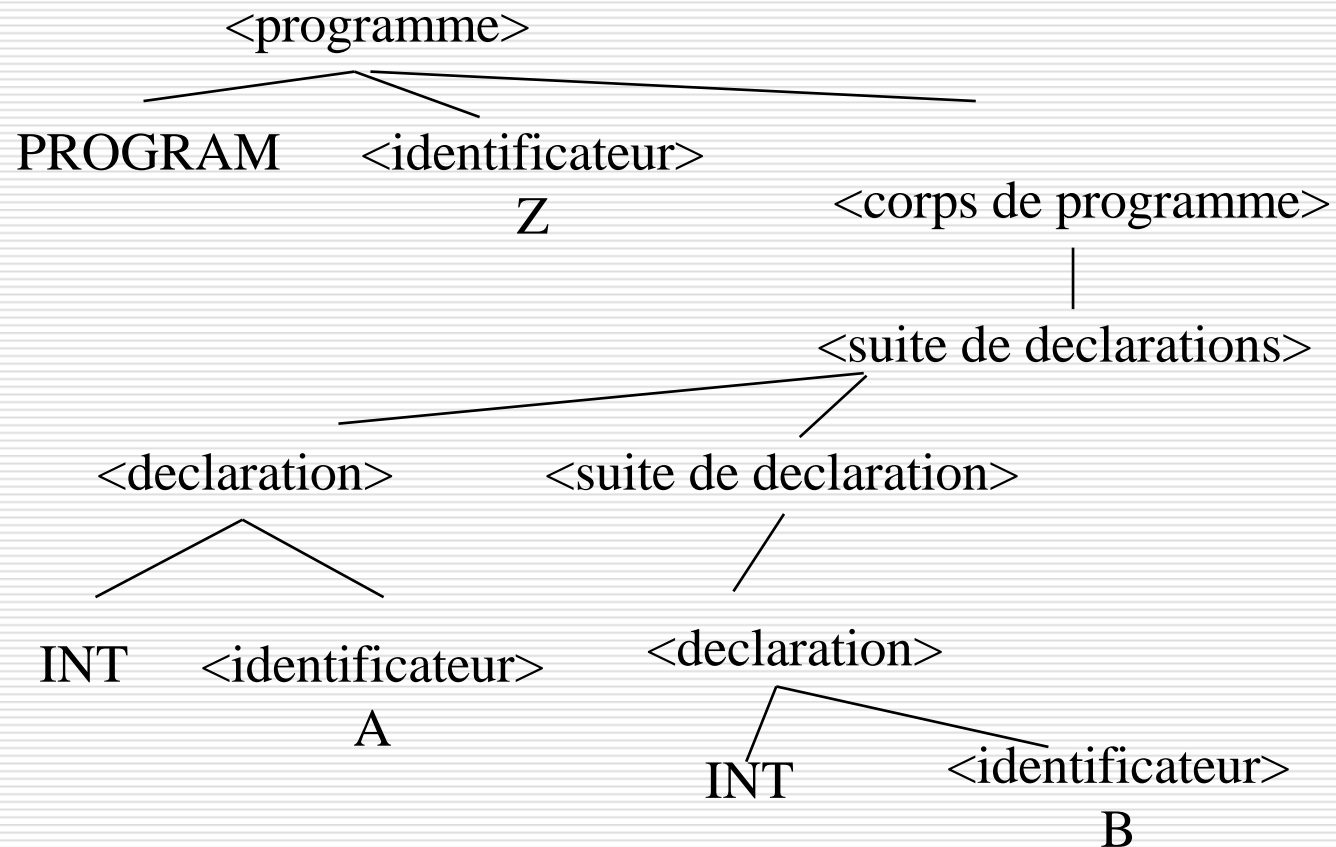 <programme>
PROGRAM <identificateur>
Z
<corps de programme>
<suite de declarations>
<declaration> <suite de declaration>
INT <identificateur>
A
<declaration>
INT <identificateur>
B